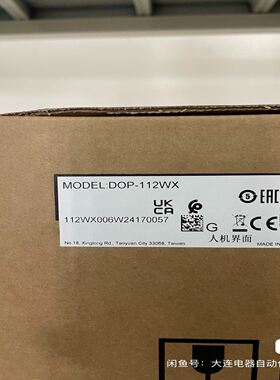 MODEL:DOP-112WX
UK
CA
EAC
112WX006W24170057
G
CE
人机界面
No.18, Xinglong Rd., Taoyuan City 33068, Taiwan
MADE IN
闲鱼号：大连电器自动化